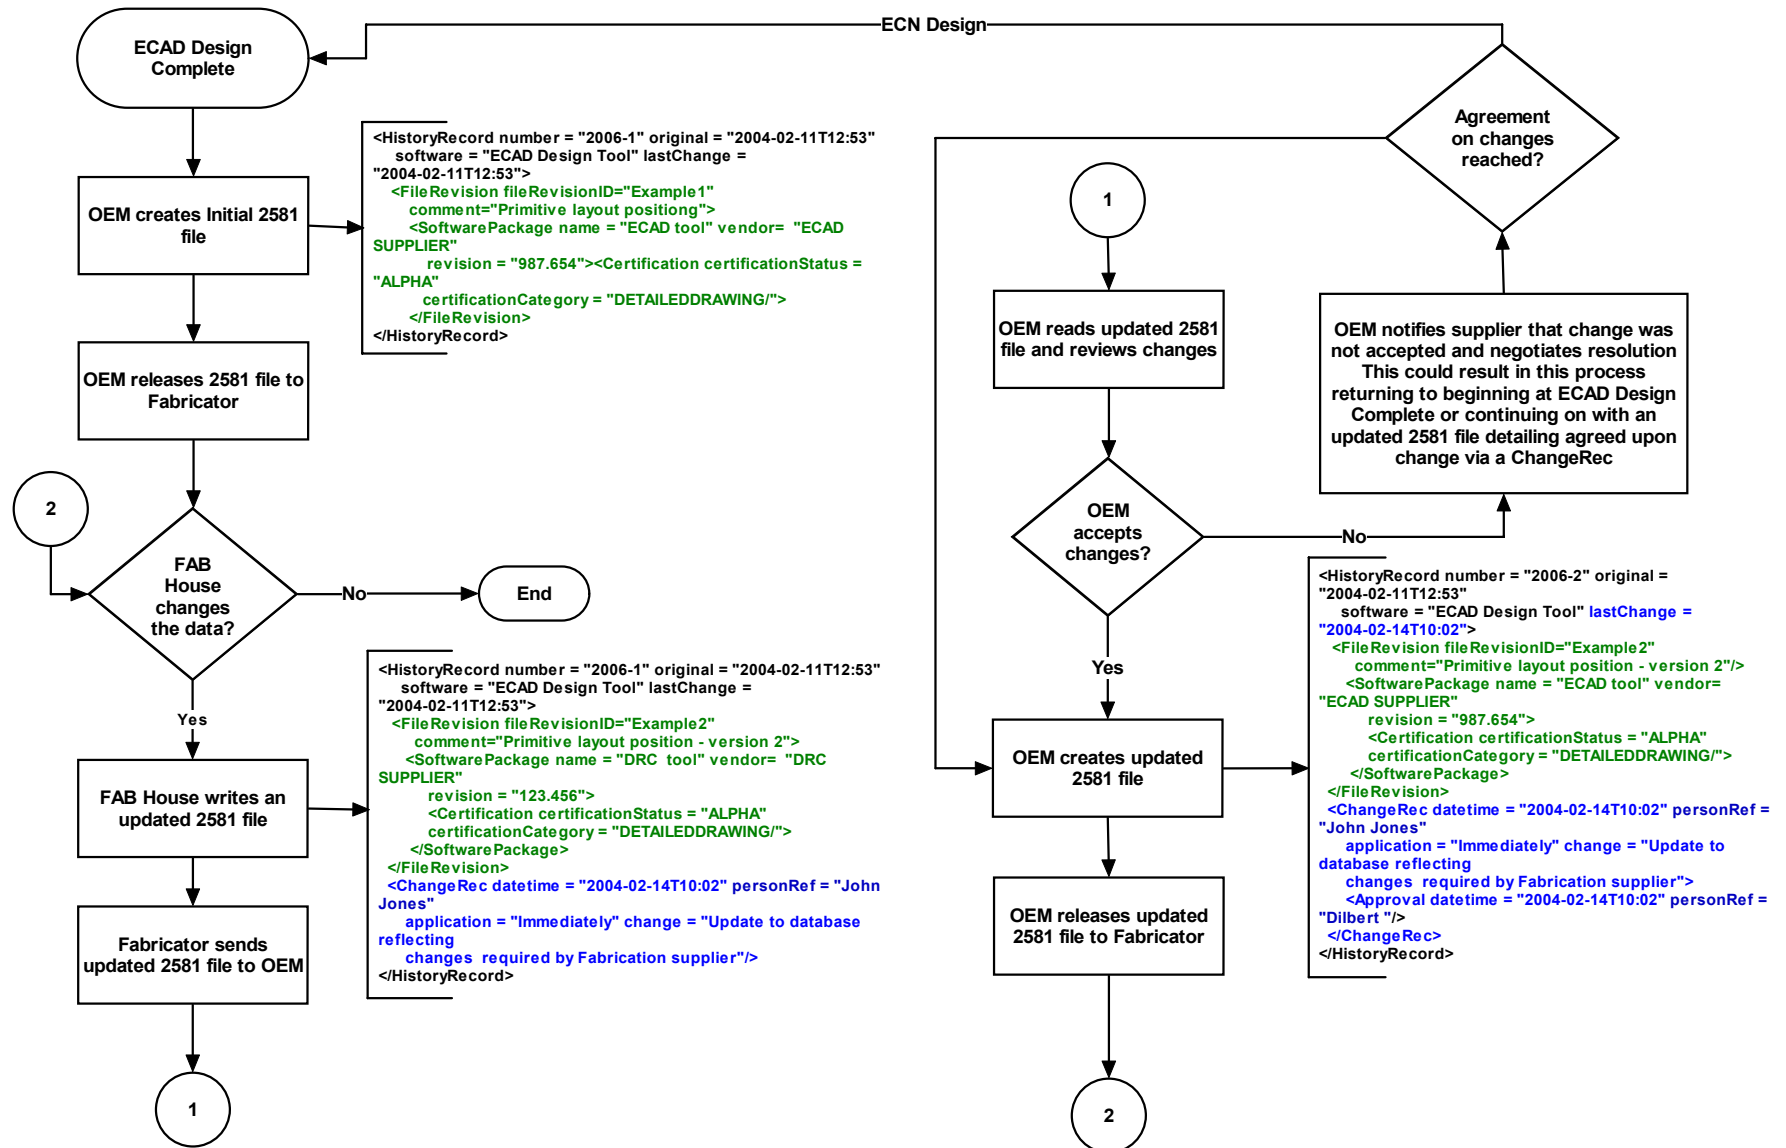 ECN Design
ECAD Design
Complete
<HistoryRecord number = "2006-1" original = "2004-02-11T12:53"
software = "ECAD Design Tool" lastChange =
"2004-02-11T12:53">
<FileRevision fileRevisionID="Example1"
comment="Primitive layout positiong">
<SoftwarePackage name = "ECAD tool" vendor= "ECAD
SUPPLIER"
revision = "987.654"><Certification certificationStatus =
"ALPHA"
certificationCategory = "DETAILEDDRAWING/">
</FileRevision>
</HistoryRecord>
OEM creates Initial 2581
file
OEM releases 2581 file to
Fabricator
2
FAB
House
changes
the data?
No
End
Yes
FAB House writes an
updated 2581 file
<HistoryRecord number = "2006-1" original = "2004-02-11T12:53"
software = "ECAD Design Tool" lastChange =
"2004-02-11T12:53">
<FileRevision fileRevisionID="Example2"
comment="Primitive layout position - version 2">
<SoftwarePackage name = "DRC tool" vendor= "DRC
SUPPLIER"
revision = "123.456">
<Certification certificationStatus = "ALPHA"
certificationCategory = "DETAILEDDRAWING/">
</SoftwarePackage>
</FileRevision>
<ChangeRec datetime = "2004-02-14T10:02" personRef = "John
Jones"
application = "Immediately" change = "Update to database
reflecting
changes required by Fabrication supplier"/>
</HistoryRecord>
Fabricator sends
updated 2581 file to OEM
1
1
OEM reads updated 2581
file and reviews changes
OEM
accepts
changes?
No
Yes
OEM notifies supplier that change was
not accepted and negotiates resolution
This could result in this process
returning to beginning at ECAD Design
Complete or continuing on with an
updated 2581 file detailing agreed upon
change via a ChangeRec
Agreement
on changes
reached?
OEM creates updated
2581 file
<HistoryRecord number = "2006-2" original =
"2004-02-11T12:53"
software = "ECAD Design Tool" lastChange =
"2004-02-14T10:02">
<FileRevision fileRevisionID="Example2"
comment="Primitive layout position - version 2"/>
<SoftwarePackage name = "ECAD tool" vendor=
"ECAD SUPPLIER"
revision = "987.654">
<Certification certificationStatus = "ALPHA"
certificationCategory = "DETAILEDDRAWING/">
</SoftwarePackage>
</FileRevision>
<ChangeRec datetime = "2004-02-14T10:02" personRef =
"John Jones"
application = "Immediately" change = "Update to
database reflecting
changes required by Fabrication supplier">
<Approval datetime = "2004-02-14T10:02" personRef =
"Dilbert "/>
</ChangeRec>
</HistoryRecord>
OEM releases updated
2581 file to Fabricator
2